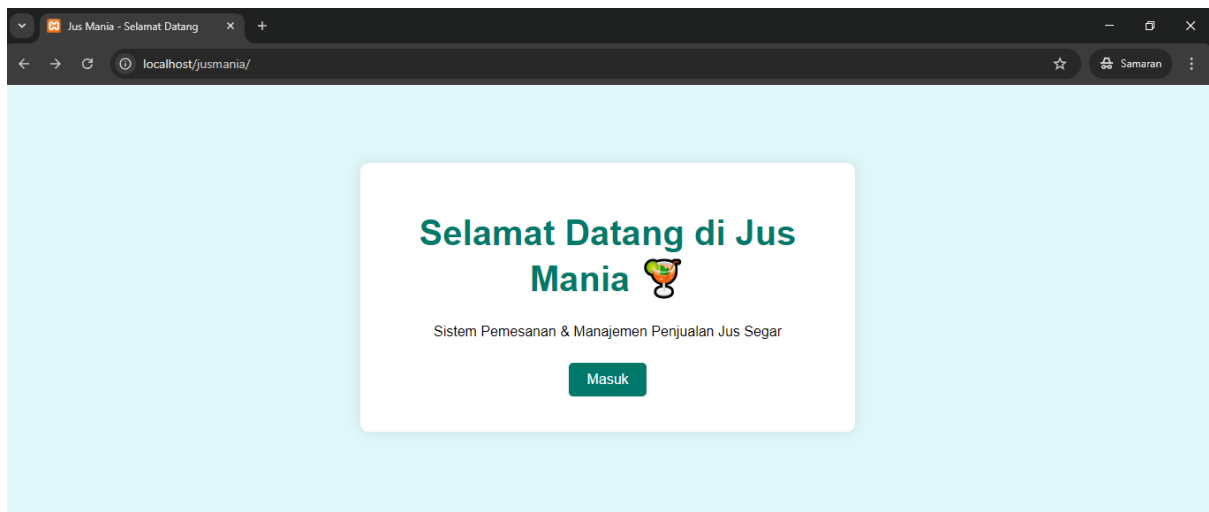 Jus Mania - Selamat Datang
localhost/jusmania/
Samaran
Selamat Datang di Jus
Mania
Sistem Pemesanan & Manajemen Penjualan Jus Segar
Masuk